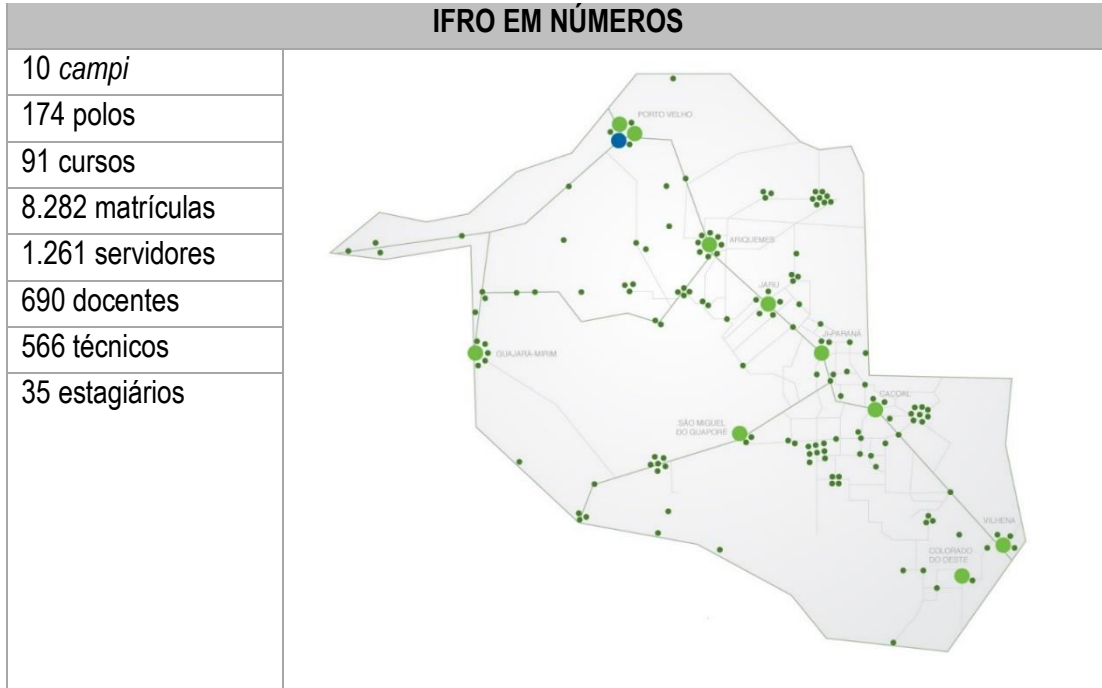 IFRO EM NÚMEROS
10 campi
174 polos
91 cursos
8.282 matrículas
1.261 servidores
690 docentes
566 técnicos
35 estagiários
PORTO VELHO
ARIQUEMES
JARU
JI-PARANÁ
GUAJARÁ-MIRIM
CACOAL
SÃO MIGUEL
DO GUAPORÉ
VILHENA
COLORADO
DO OESTE